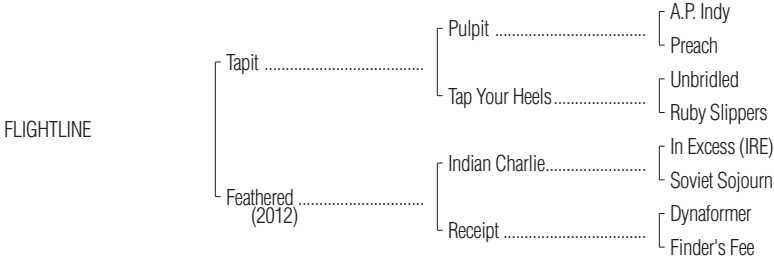 A.P. Indy
Pulpit ......................................
Preach
Tapit ........................................
Unbridled
Tap Your Heels.......................
Ruby Slippers
FLIGHTLINE
In Excess (IRE)
Indian Charlie.........................
Soviet Sojourn
Feathered ...............................
(2012)
Dynaformer
Receipt ....................................
Finder's Fee